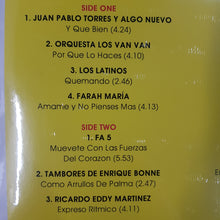 SIDE ONE
1. JUAN PABLO TORRES Y ALGO NUEVO
Y Que Bien (4.24)
2. ORQUESTA LOS VAN VAN
Por Que Lo Haces (4.10)
3. LOS LATINOS
Quemando (2.46)
4. FARAH MARÍA
Amame y No Pienses Mas (3.13)
SIDE TWO
1. FA 5
Muevete Con Las Fuerzas
Del Corazon (5.53)
2. TAMBORES DE ENRIQUE BONNE
Como Arrullos De Palma (2.47)
3. RICARDO EDDY MARTINEZ
Expreso Ritmico (4.11)